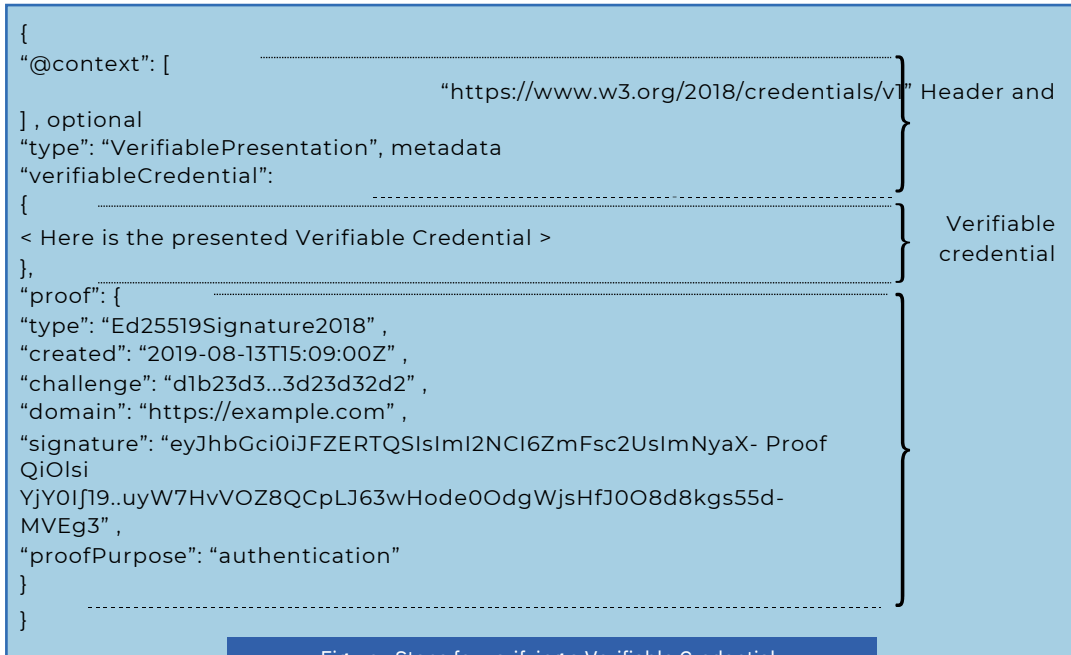 {
“@context”: [
“https://www.w3.org/2018/credentials/v1” Header and
] , optional
“type”: “VerifiablePresentation”, metadata
“verifiableCredential”:
{
< Here is the presented Verifiable Credential >
},
Verifiable
credential
“proof”: {
“type”: “Ed25519Signature2018” ,
“created”: “2019-08-13T15:09:00Z” ,
“challenge”: “d1b23d3...3d23d32d2” ,
“domain”: “https://example.com” ,
“signature”: “eyJhbGci0iJFZERTQSIsImI2NCI6ZmFsc2UsImNyaX- Proof
QiOlsi
YjY0Iʃ19..uyW7HvVOZ8QCpLJ63wHode0OdgWjsHfJ0O8d8kgs55d-
MVEg3” ,
“proofPurpose”: “authentication”
}
}